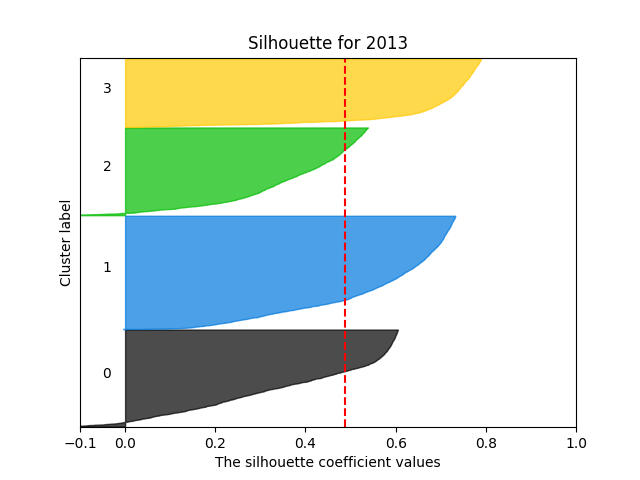 Silhouette for 2013
Cluster label
3
2
1
0
−0.1 0.0 0.2 0.4 0.6 0.8 1.0
The silhouette coefficient values